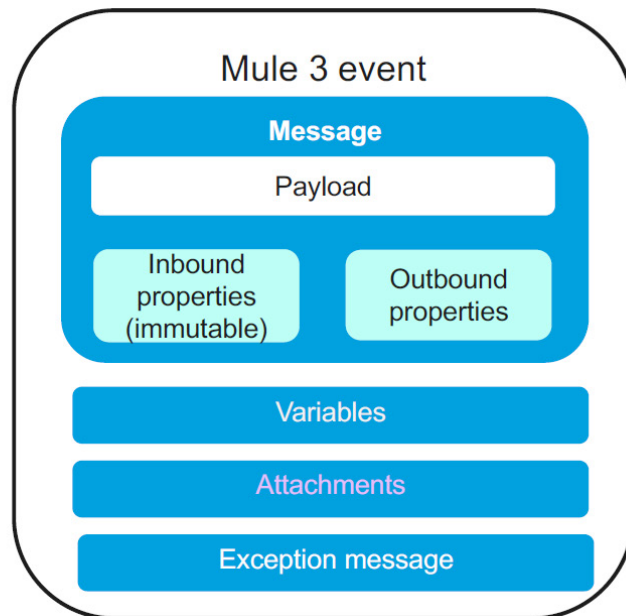 Mule 3 event
Message
Payload
Inbound
properties
(immutable)
Outbound
properties
Variables
Attachments
Exception message